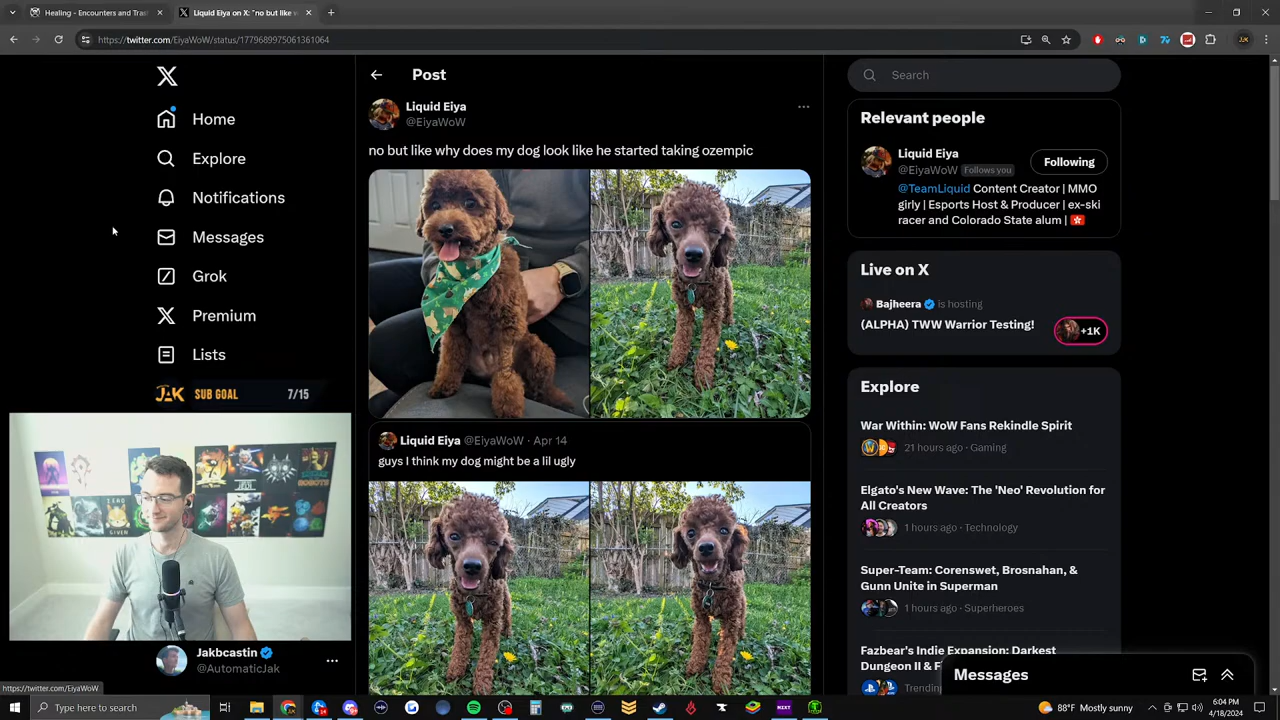 Healing - Encounters and Tras
Liquid Eiya on X: "no but like w
https://twitter.com/EiyaWoW/status/1779689975061361064
Home
Explore
Notifications
Messages
Grok
Premium
Lists
JAK SUB GOAL 7/15
Jakbcastin
@AutomaticJak
https://twitter.com/EiyaWoW
Post
Liquid Eiya
@EiyaWoW
no but like why does my dog look like he started taking ozempic
Liquid Eiya @EiyaWoW · Apr 14
guys I think my dog might be a lil ugly
Search
Relevant people
Liquid Eiya
@EiyaWoW Follows you
Following
@TeamLiquid Content Creator | MMO
girly | Esports Host & Producer | ex-ski
racer and Colorado State alum | 🇭🇰
Live on X
Bajheera is hosting
(ALPHA) TWW Warrior Testing!
+1K
Explore
War Within: WoW Fans Rekindle Spirit
21 hours ago · Gaming
Elgato's New Wave: The 'Neo' Revolution for
All Creators
1 hours ago · Technology
Super-Team: Corenswet, Brosnahan, &
Gunn Unite in Superman
1 hours ago · Superheroes
Fazbear's Indie Expansion: Darkest
Dungeon II & F
Trending
Messages
Type here to search
88°F Mostly sunny
6:04 PM
4/18/2024